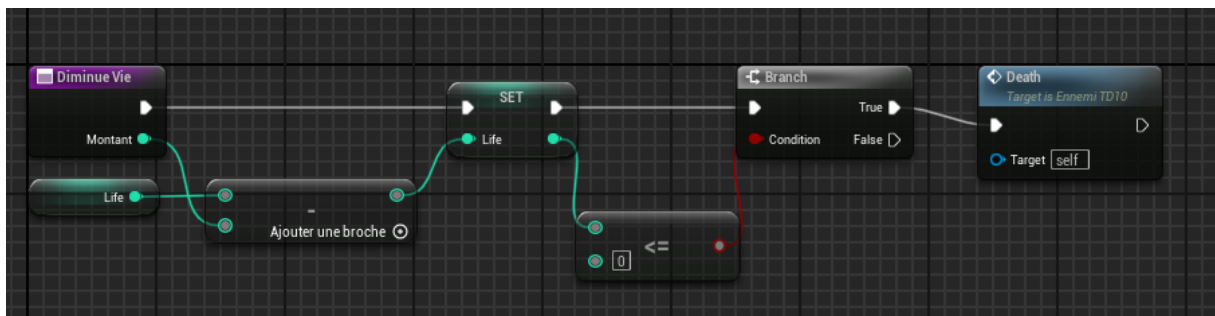 Diminue Vie
Montant
Life
-
Ajouter une broche
SET
Life
0
<=
Branch
True
Condition
False
Death
Target is Ennemi TD10
Target self